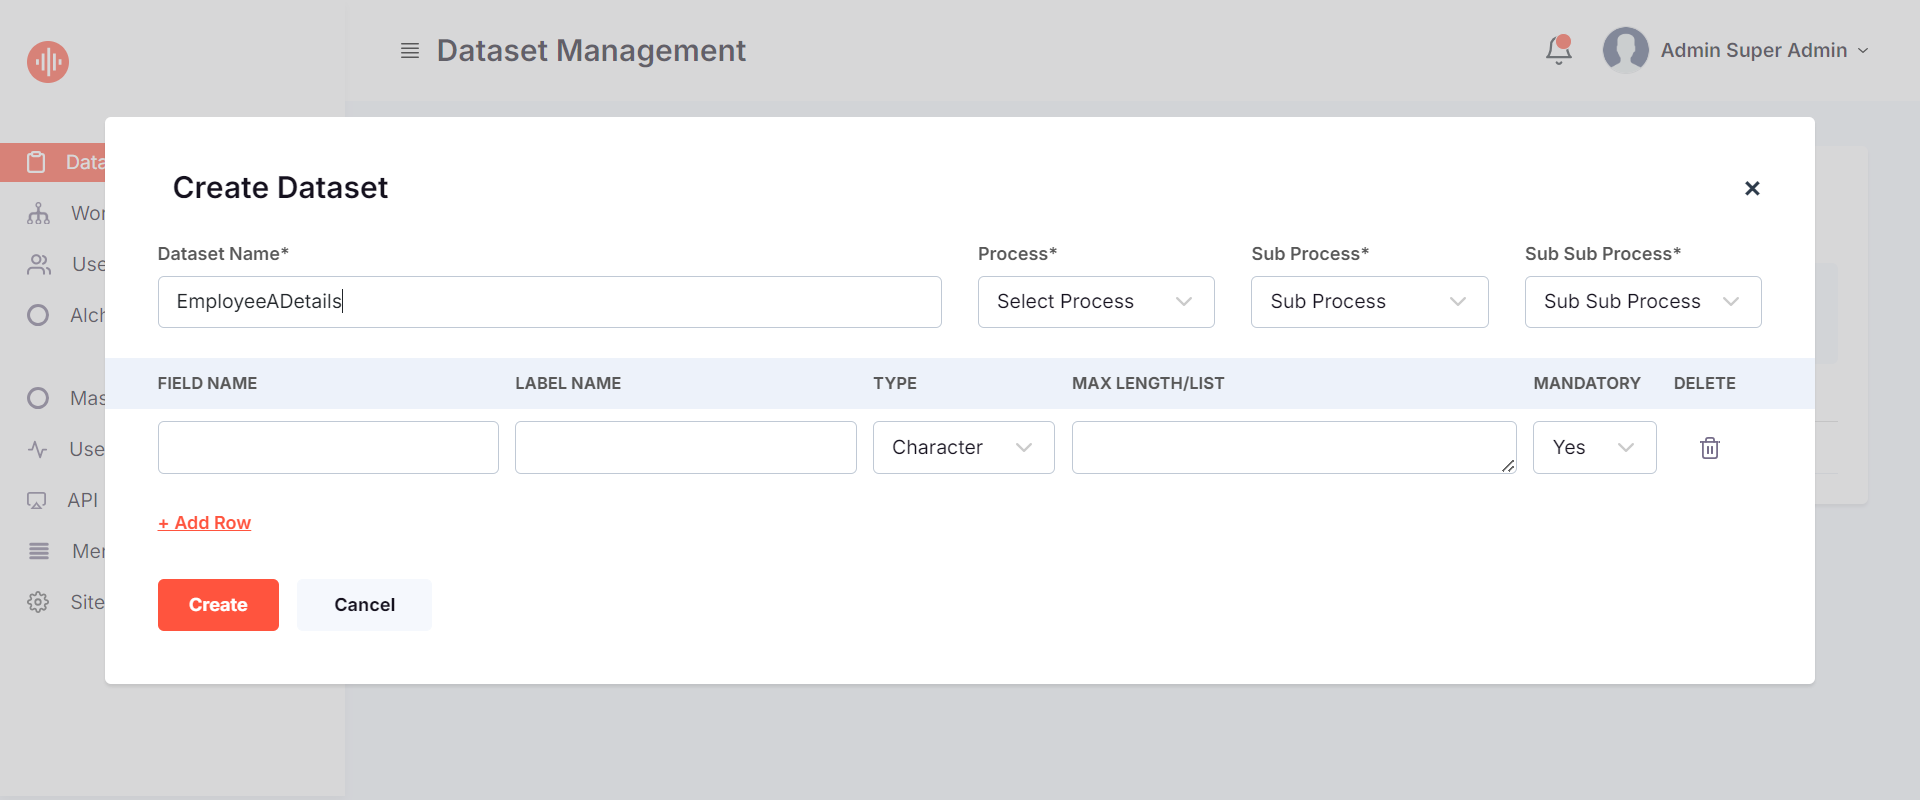 Dataset Management
Admin Super Admin
Data
Wor
Use
Alch
Mas
Use
API
Mer
Site
Create Dataset
Dataset Name* Process* Sub Process* Sub Sub Process*
EmployeeADetails Select Process Sub Process Sub Sub Process
FIELD NAME LABEL NAME TYPE MAX LENGTH/LIST MANDATORY DELETE
Character Yes
+ Add Row
Create Cancel